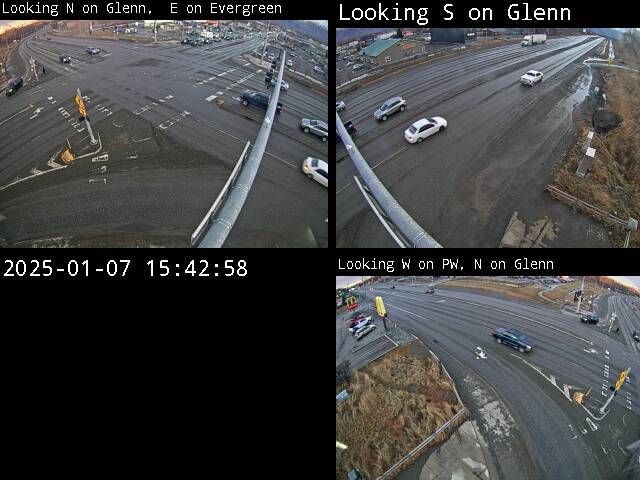 Looking N on Glenn,  E on Evergreen
Looking S on Glenn
2025-01-07 15:42:58
Looking W on PW, N on Glenn